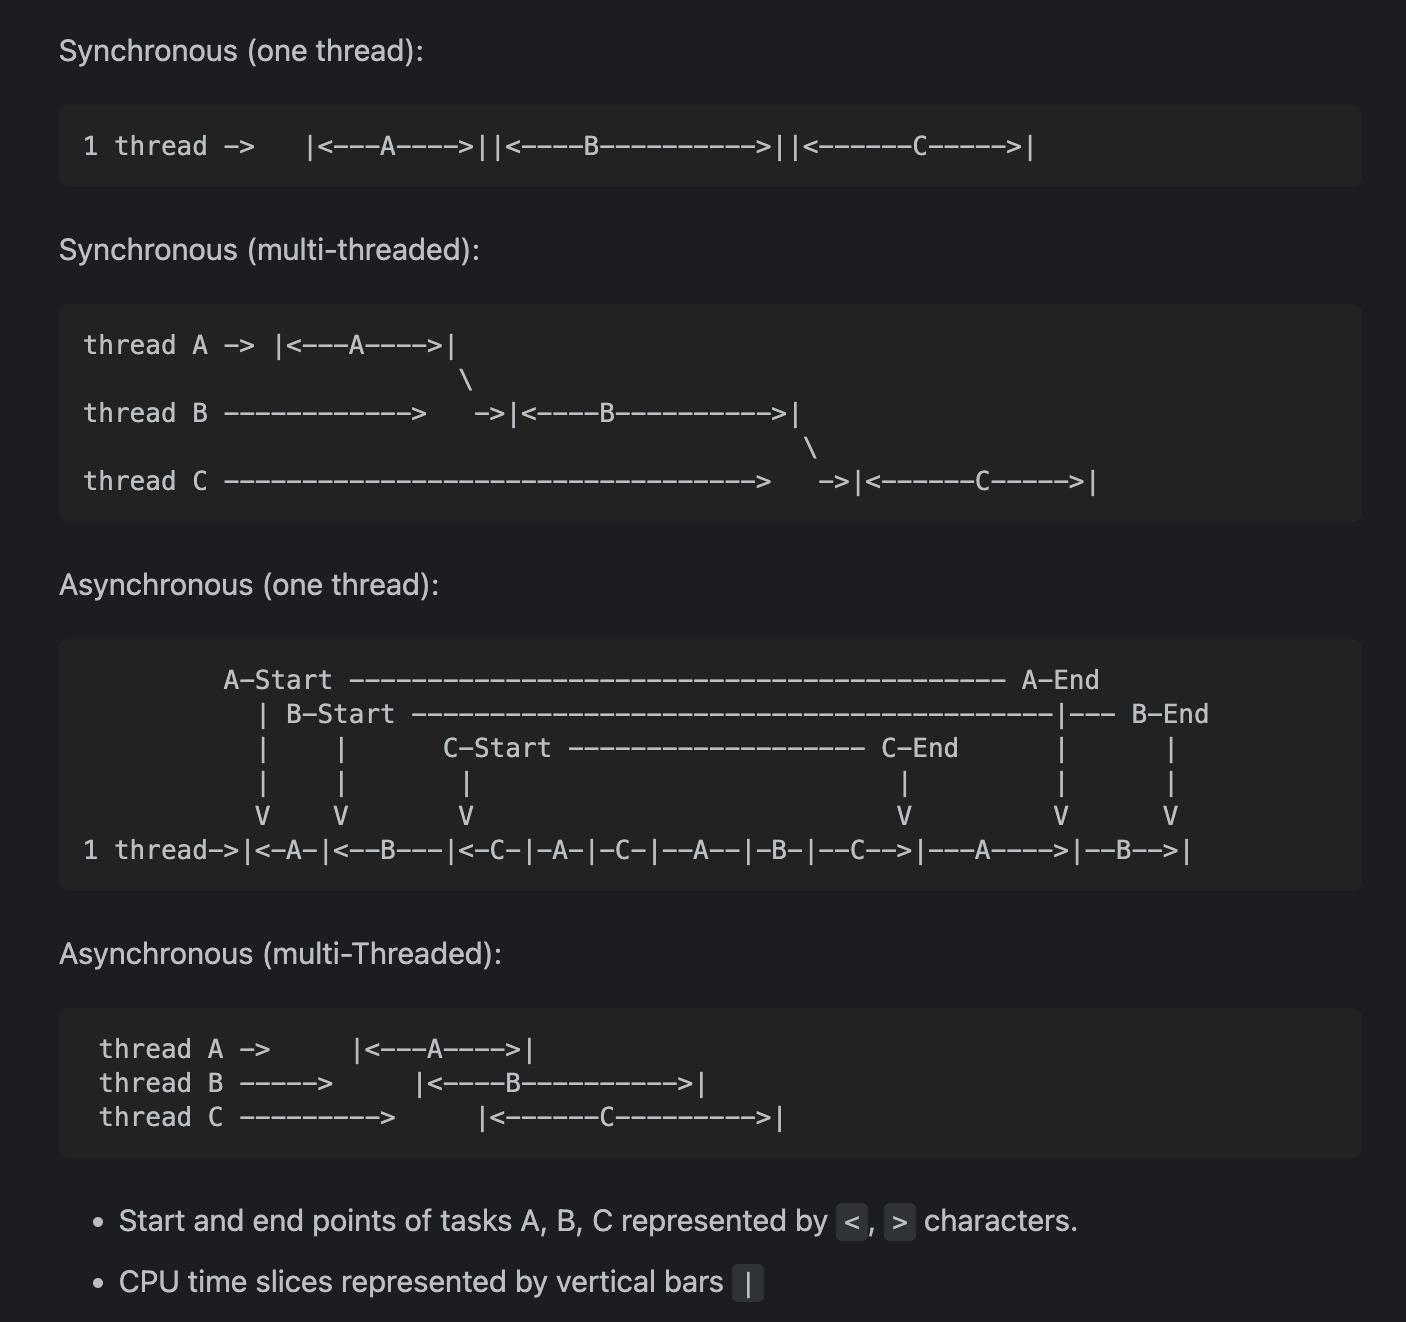 Synchronous (one thread):
1 thread ->   |<---A---->||<----B---------->||<------C----->|
Synchronous (multi-threaded):
thread A -> |<---A---->|
                        \
thread B ------------>   ->|<----B---------->|
                                              \
thread C ---------------------------------->   ->|<------C----->|
Asynchronous (one thread):
         A-Start ------------------------------------------ A-End
           | B-Start -----------------------------------------|--- B-End
           |    |      C-Start ------------------- C-End      |      |
           |    |       |                           |         |      |
           V    V       V                           V         V      V
1 thread->|<-A-|<--B---|<-C-|-A-|-C-|--A--|-B-|--C-->|---A---->|--B-->|
Asynchronous (multi-Threaded):
 thread A ->     |<---A---->|
 thread B ----->     |<----B---------->|
 thread C --------->     |<------C--------->|
• Start and end points of tasks A, B, C represented by <, > characters.
• CPU time slices represented by vertical bars |